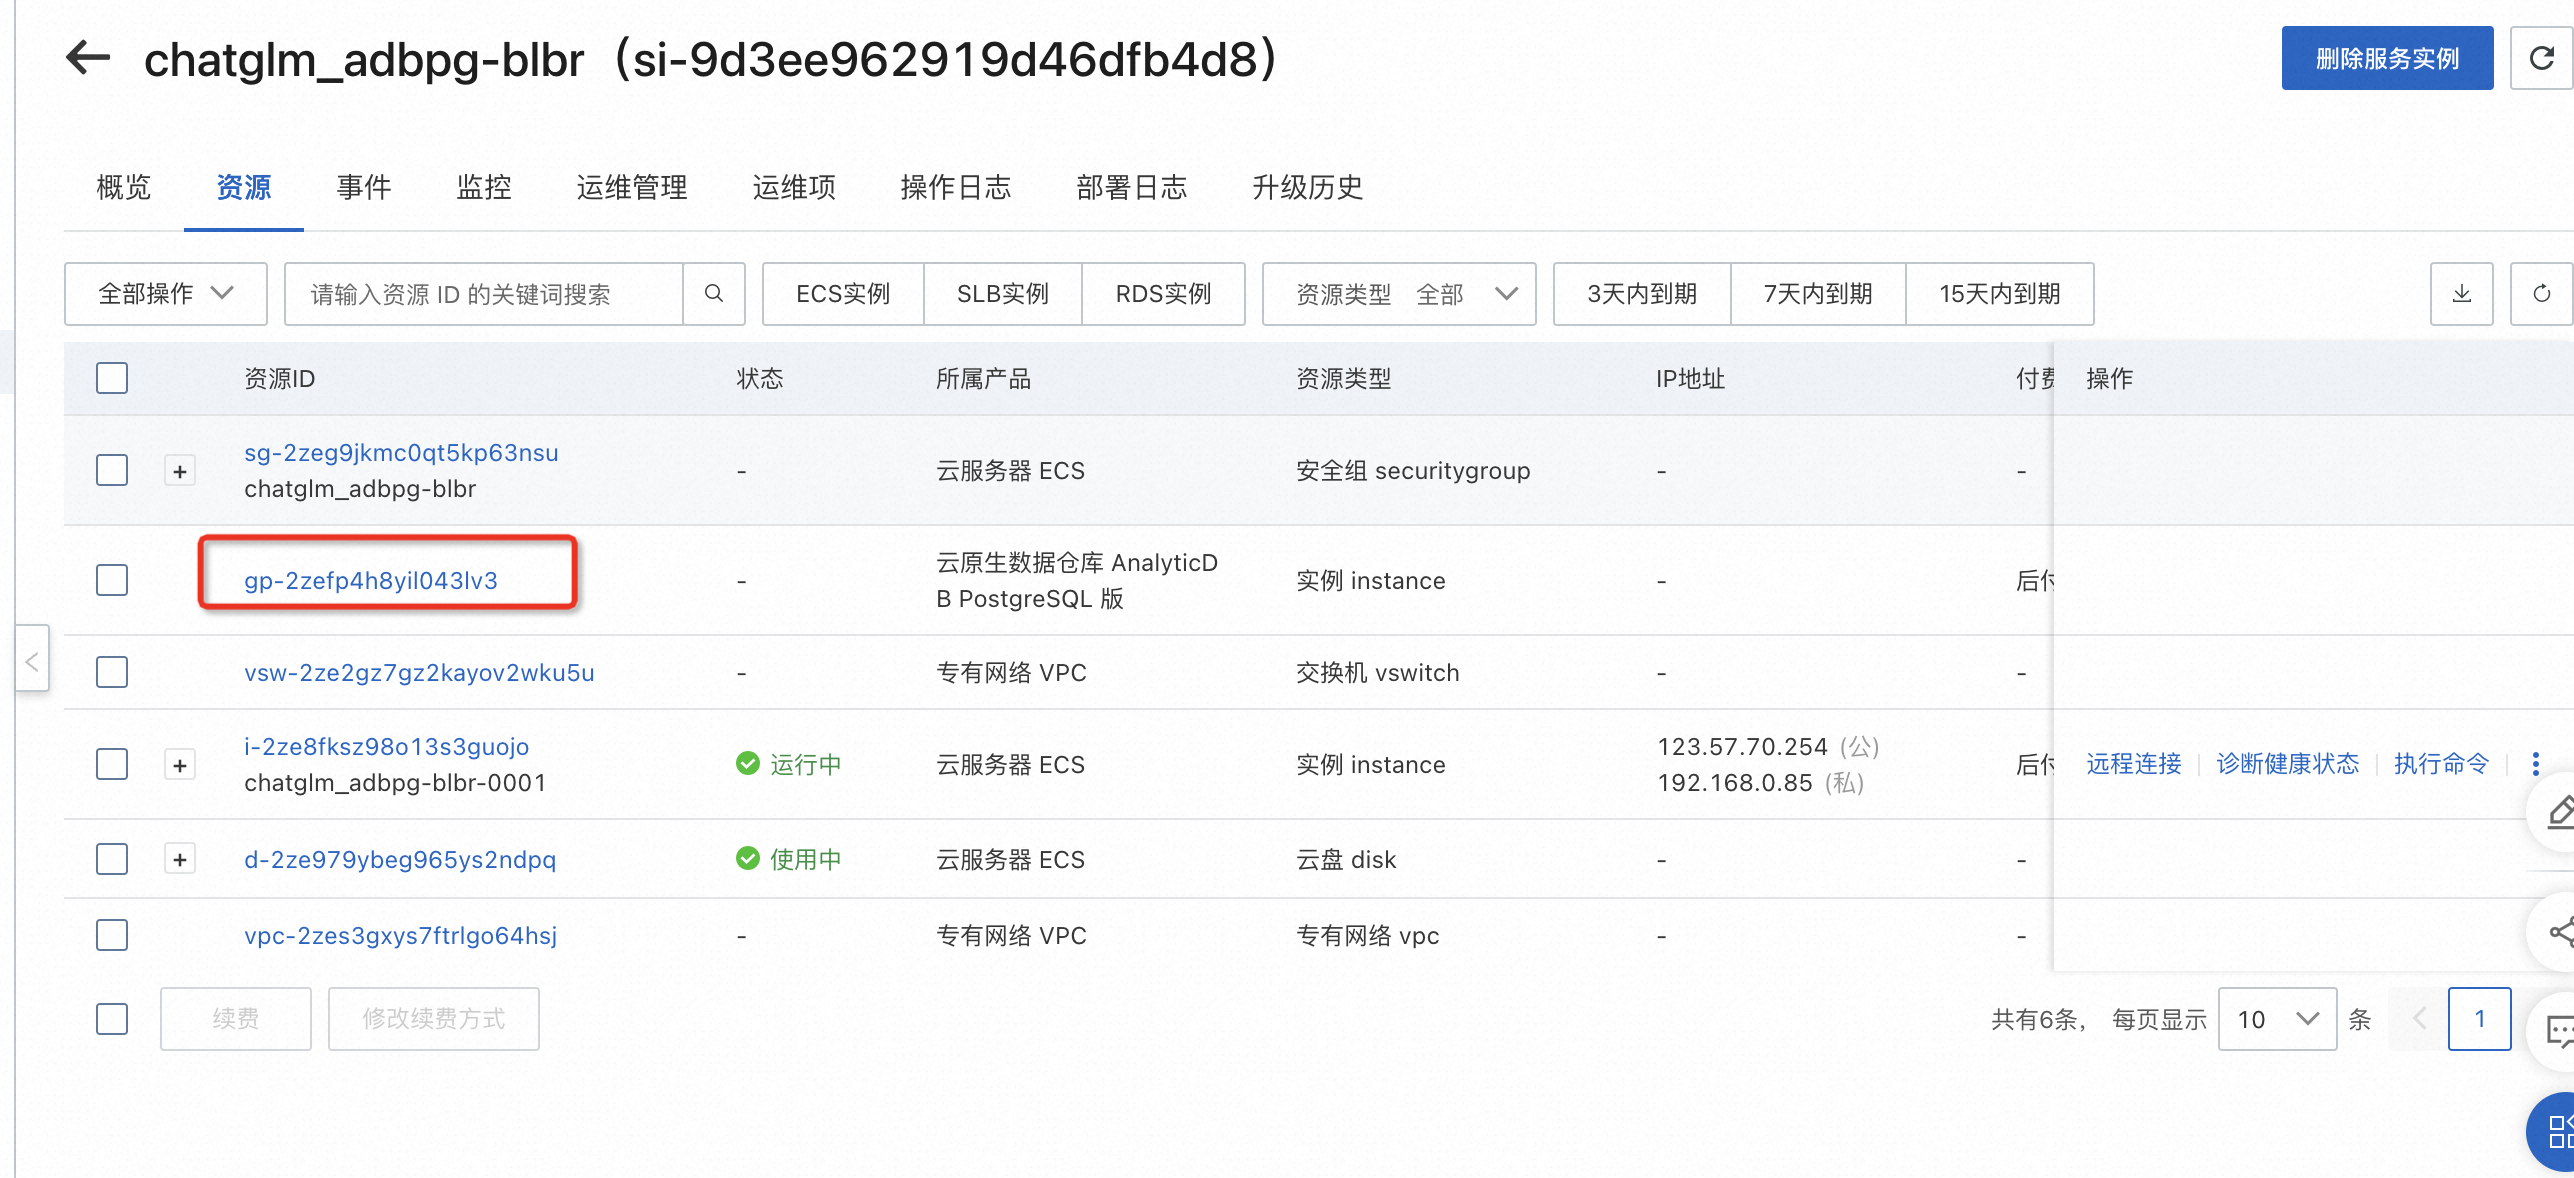 chatglm_adbpg-blbr（si-9d3ee962919d46dfb4d8）
删除服务实例
概览 资源 事件 监控 运维管理 运维项 操作日志 部署日志 升级历史
全部操作 请输入资源 ID 的关键词搜索 ECS实例 SLB实例 RDS实例 资源类型 全部 3天内到期 7天内到期 15天内到期
资源ID 状态 所属产品 资源类型 IP地址 付费 操作
sg-2zeg9jkmc0qt5kp63nsu
chatglm_adbpg-blbr
- 云服务器 ECS 安全组 securitygroup - -
gp-2zefp4h8yil043lv3 - 云原生数据仓库 AnalyticD
B PostgreSQL 版
实例 instance - 后付
vsw-2ze2gz7gz2kayov2wku5u - 专有网络 VPC 交换机 vswitch - -
i-2ze8fksz98o13s3guojo
chatglm_adbpg-blbr-0001
运行中 云服务器 ECS 实例 instance
123.57.70.254 (公)
192.168.0.85 (私)
后付 远程连接 诊断健康状态 执行命令
d-2ze979ybeg965ys2ndpq 使用中 云服务器 ECS 云盘 disk - -
vpc-2zes3gxys7ftrlgo64hsj - 专有网络 VPC 专有网络 vpc - -
续费 修改续费方式 共有6条， 每页显示 10 条 1